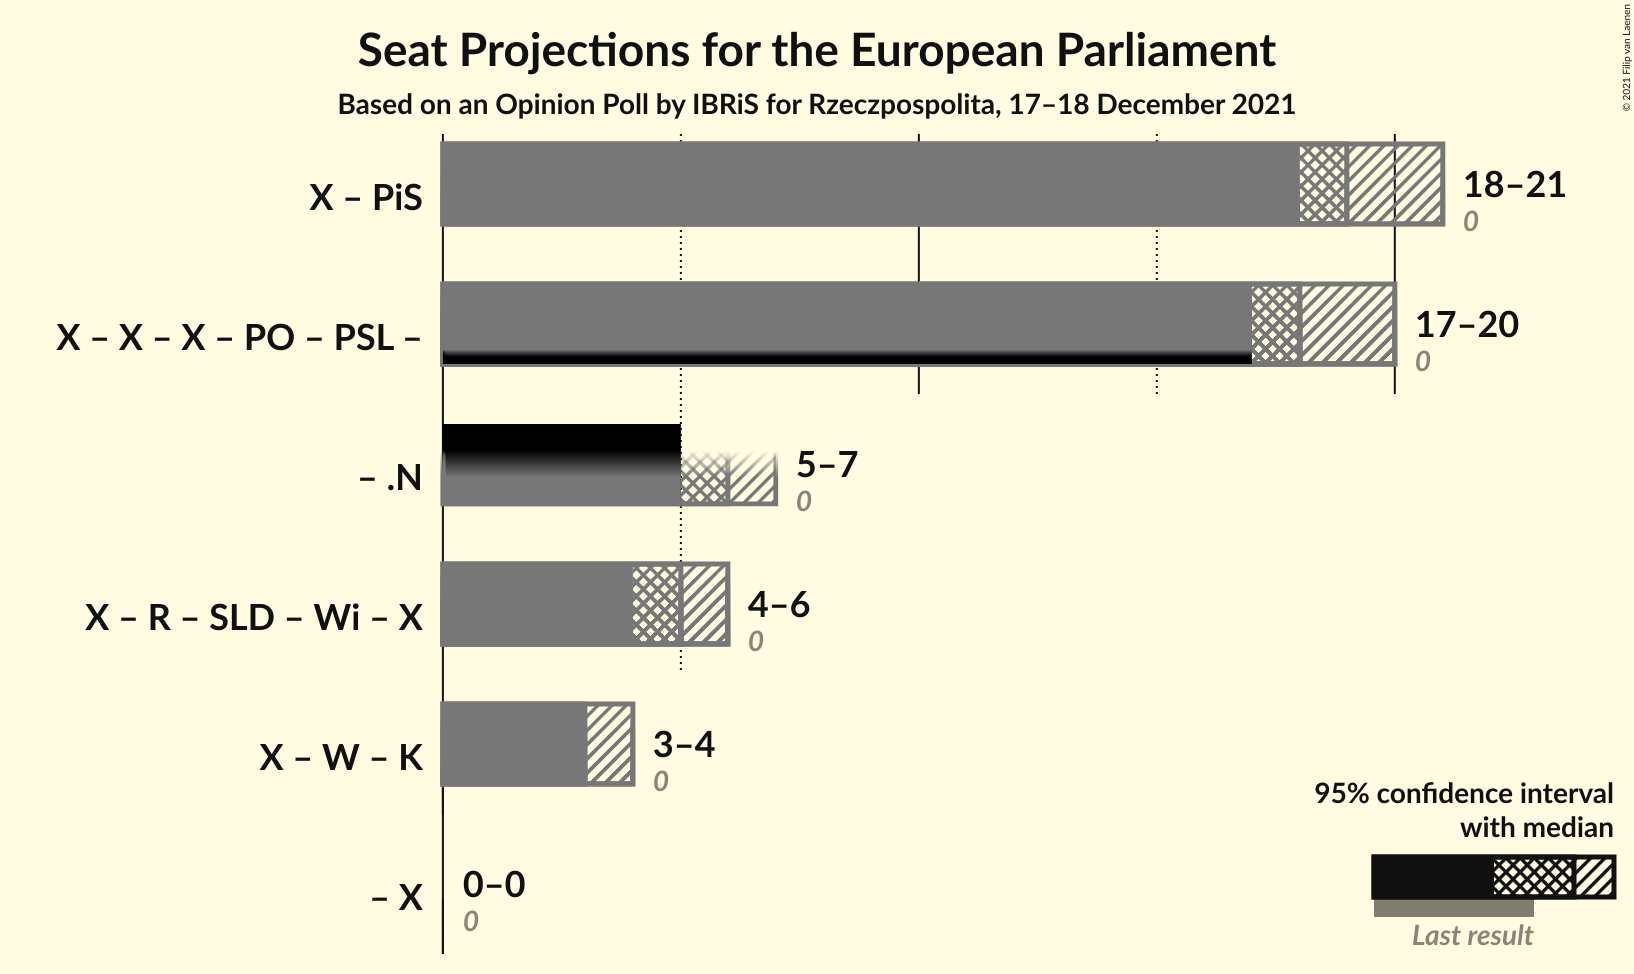 Seat Projections for the European Parliament
Based on an Opinion Poll by IBRiS for Rzeczpospolita, 17–18 December 2021
© 2021 Filip van Laenen
X – PiS
18–21
0
X – X – X – PO – PSL –
17–20
0
– .N
5–7
0
X – R – SLD – Wi – X
4–6
0
X – W – K
3–4
0
– X
0–0
0
95% confidence interval
with median
Last result